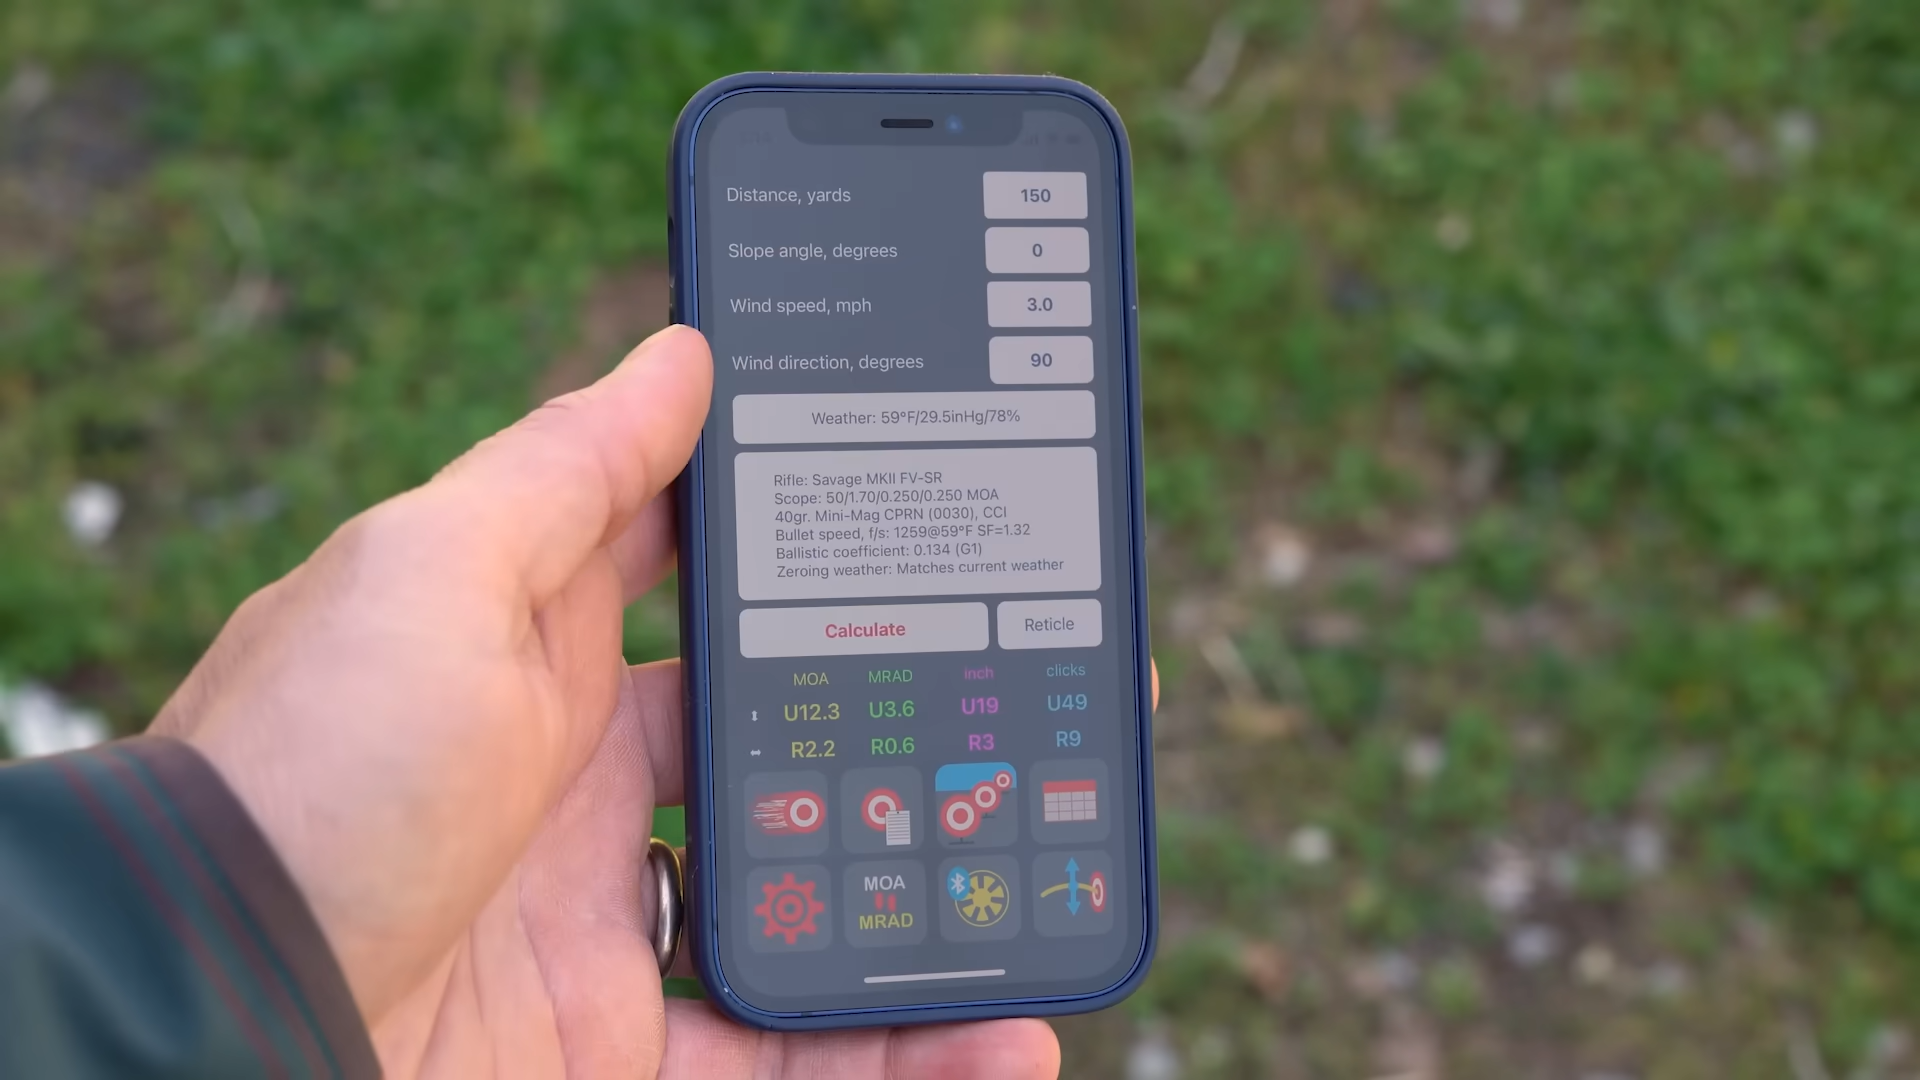 Distance, yards 150
Slope angle, degrees 0
Wind speed, mph 3.0
Wind direction, degrees 90
Weather: 59°F/29.5inHg/78%
Rifle: Savage MKII FV-SR
Scope: 50/1.70/0.250/0.250 MOA
40gr. Mini-Mag CPRN (0030), CCI
Bullet speed, f/s: 1259@59°F SF=1.32
Ballistic coefficient: 0.134 (G1)
Zeroing weather: Matches current weather
Calculate Reticle
MOA MRAD inch clicks
U12.3 U3.6 U19 U49
R2.2 R0.6 R3 R9
MOA
MRAD